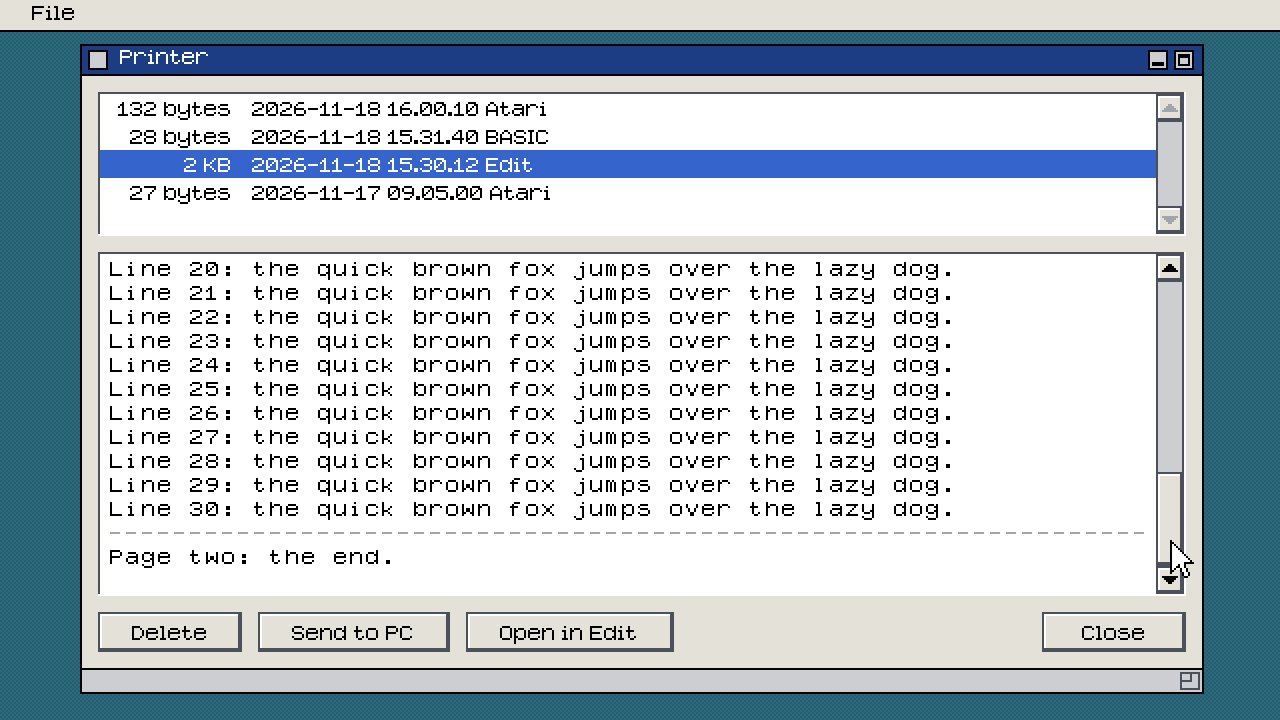 File
Printer
132 bytes 2026-11-18 16.00.10 Atari
28 bytes 2026-11-18 15.31.40 BASIC
2 KB 2026-11-18 15.30.12 Edit
27 bytes 2026-11-17 09.05.00 Atari
Line 20: the quick brown fox jumps over the lazy dog.
Line 21: the quick brown fox jumps over the lazy dog.
Line 22: the quick brown fox jumps over the lazy dog.
Line 23: the quick brown fox jumps over the lazy dog.
Line 24: the quick brown fox jumps over the lazy dog.
Line 25: the quick brown fox jumps over the lazy dog.
Line 26: the quick brown fox jumps over the lazy dog.
Line 27: the quick brown fox jumps over the lazy dog.
Line 28: the quick brown fox jumps over the lazy dog.
Line 29: the quick brown fox jumps over the lazy dog.
Line 30: the quick brown fox jumps over the lazy dog.
Page two: the end.
Delete Send to PC Open in Edit Close